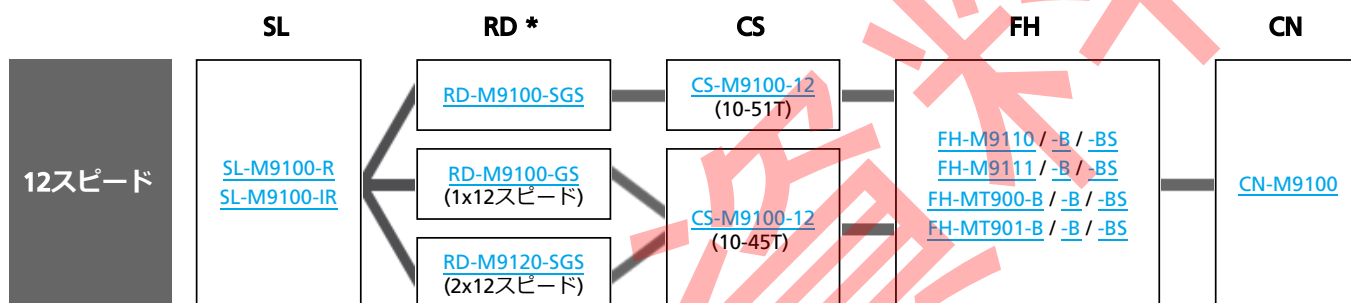 SL
RD *
CS
FH
CN
12スピード
SL-M9100-R
SL-M9100-IR
RD-M9100-SGS
RD-M9100-GS
(1x12スピード)
RD-M9120-SGS
(2x12スピード)
CS-M9100-12
(10-51T)
CS-M9100-12
(10-45T)
FH-M9110 / -B / -BS
FH-M9111 / -B / -BS
FH-MT900-B / -B / -BS
FH-MT901-B / -B / -BS
CN-M9100